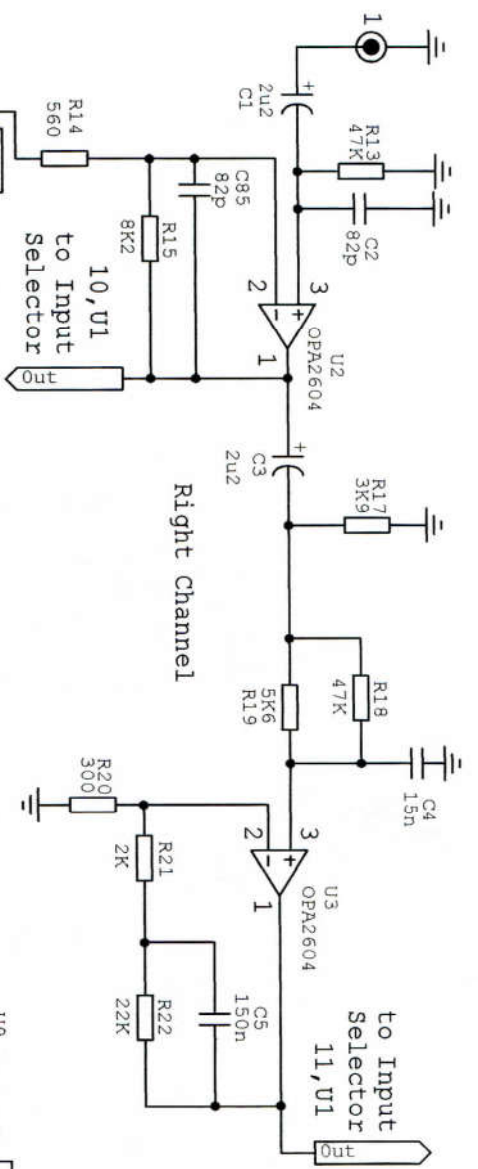 1
2u2
C1
R13
47K
C2
82p
R14
560
C85
82p
R15
8K2
10,U1
to Input
Selector
Out
3
2
+
-
1
U2
OPA2604
+
C3
2u2
R17
3K9
Right Channel
R18
47K
5K6
R19
C4
15n
R20
300
R21
2K
3
2
+
-
1
U3
OPA2604
C5
150n
R22
22K
to Input
Selector
11,U1
Out